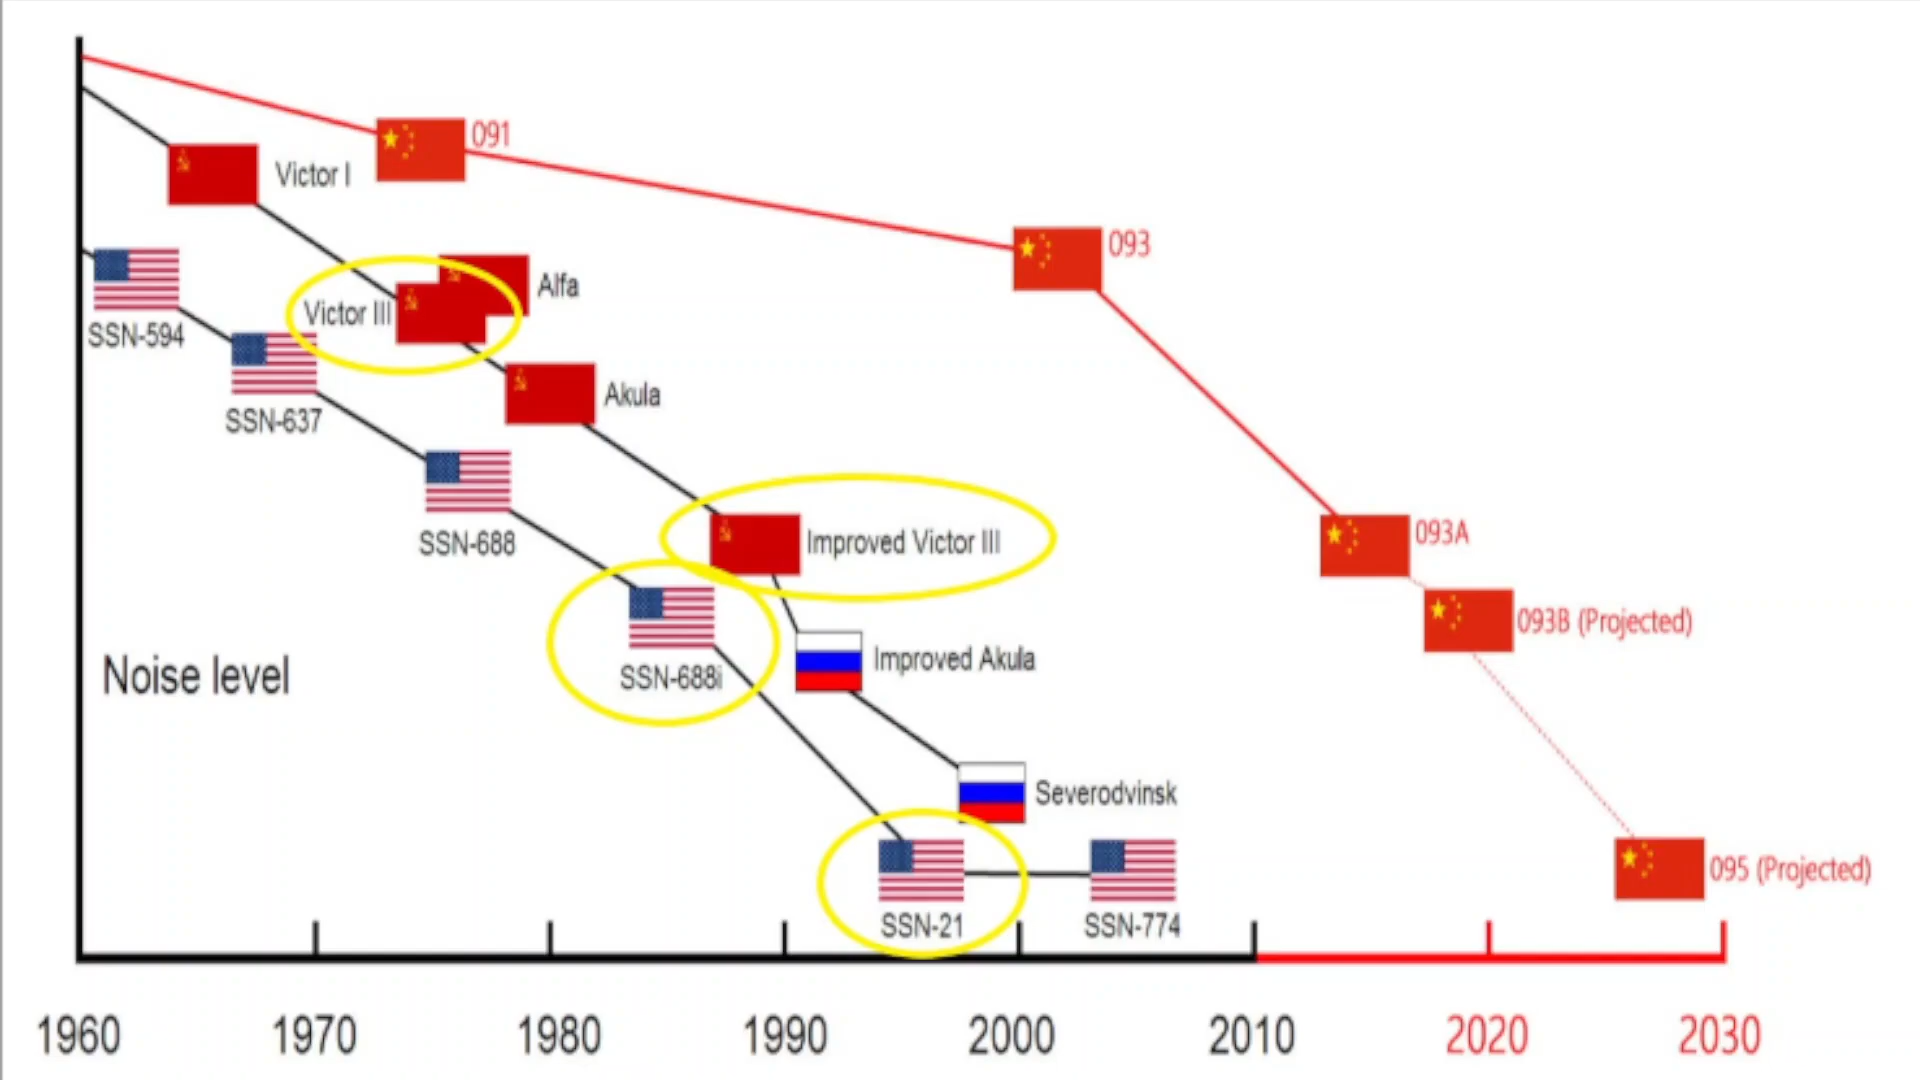 091
Victor I
093
Alfa
Victor III
SSN-594
Akula
SSN-637
093A
SSN-688
Improved Victor III
093B (Projected)
Improved Akula
Noise level
SSN-688i
Severodvinsk
095 (Projected)
SSN-21
SSN-774
1960 1970 1980 1990 2000 2010 2020 2030